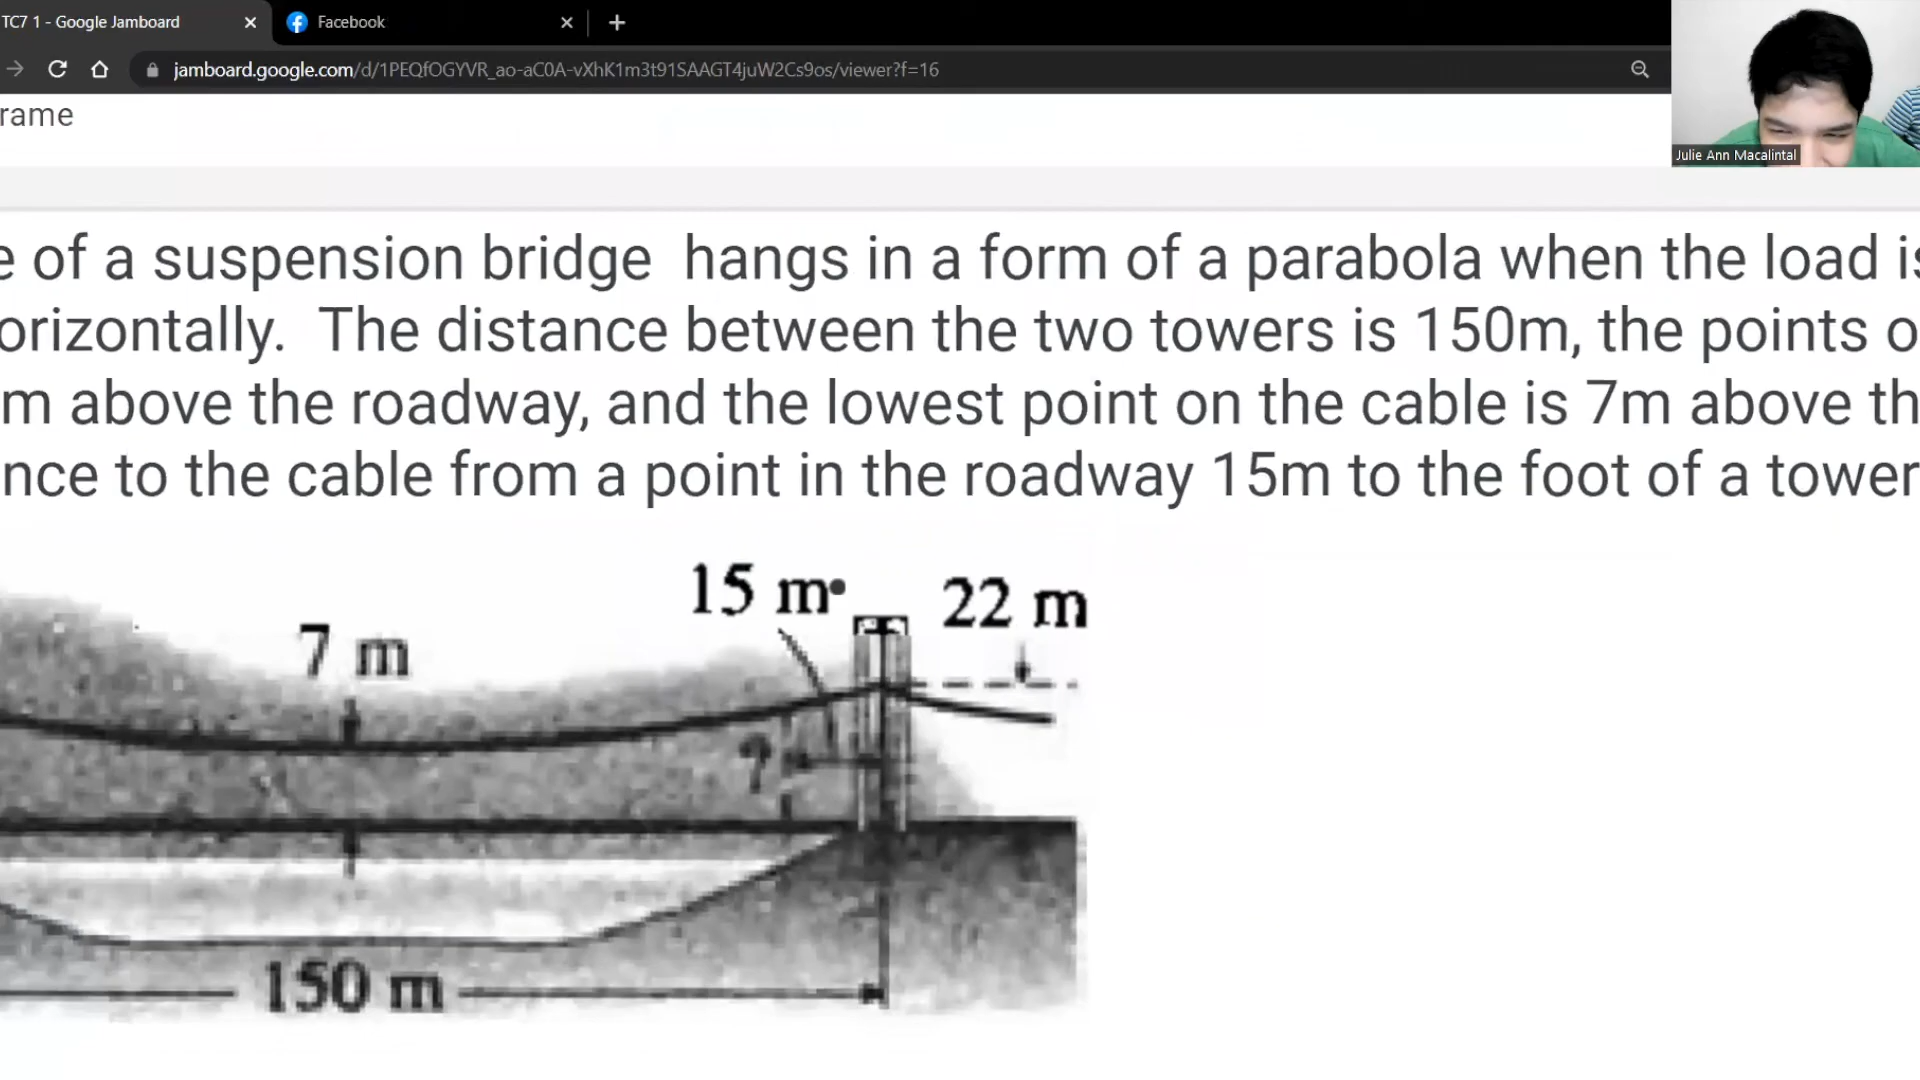 TC7 1 - Google Jamboard
Facebook
jamboard.google.com/d/1PEQfOGYVR_ao-aC0A-vXhK1m3t91SAAGT4juW2Cs9os/viewer?f=16
Julie Ann Macalintal
rame
e of a suspension bridge hangs in a form of a parabola when the load is
orizontally. The distance between the two towers is 150m, the points o
m above the roadway, and the lowest point on the cable is 7m above th
nce to the cable from a point in the roadway 15m to the foot of a tower
15 m
22 m
7 m
?
150 m